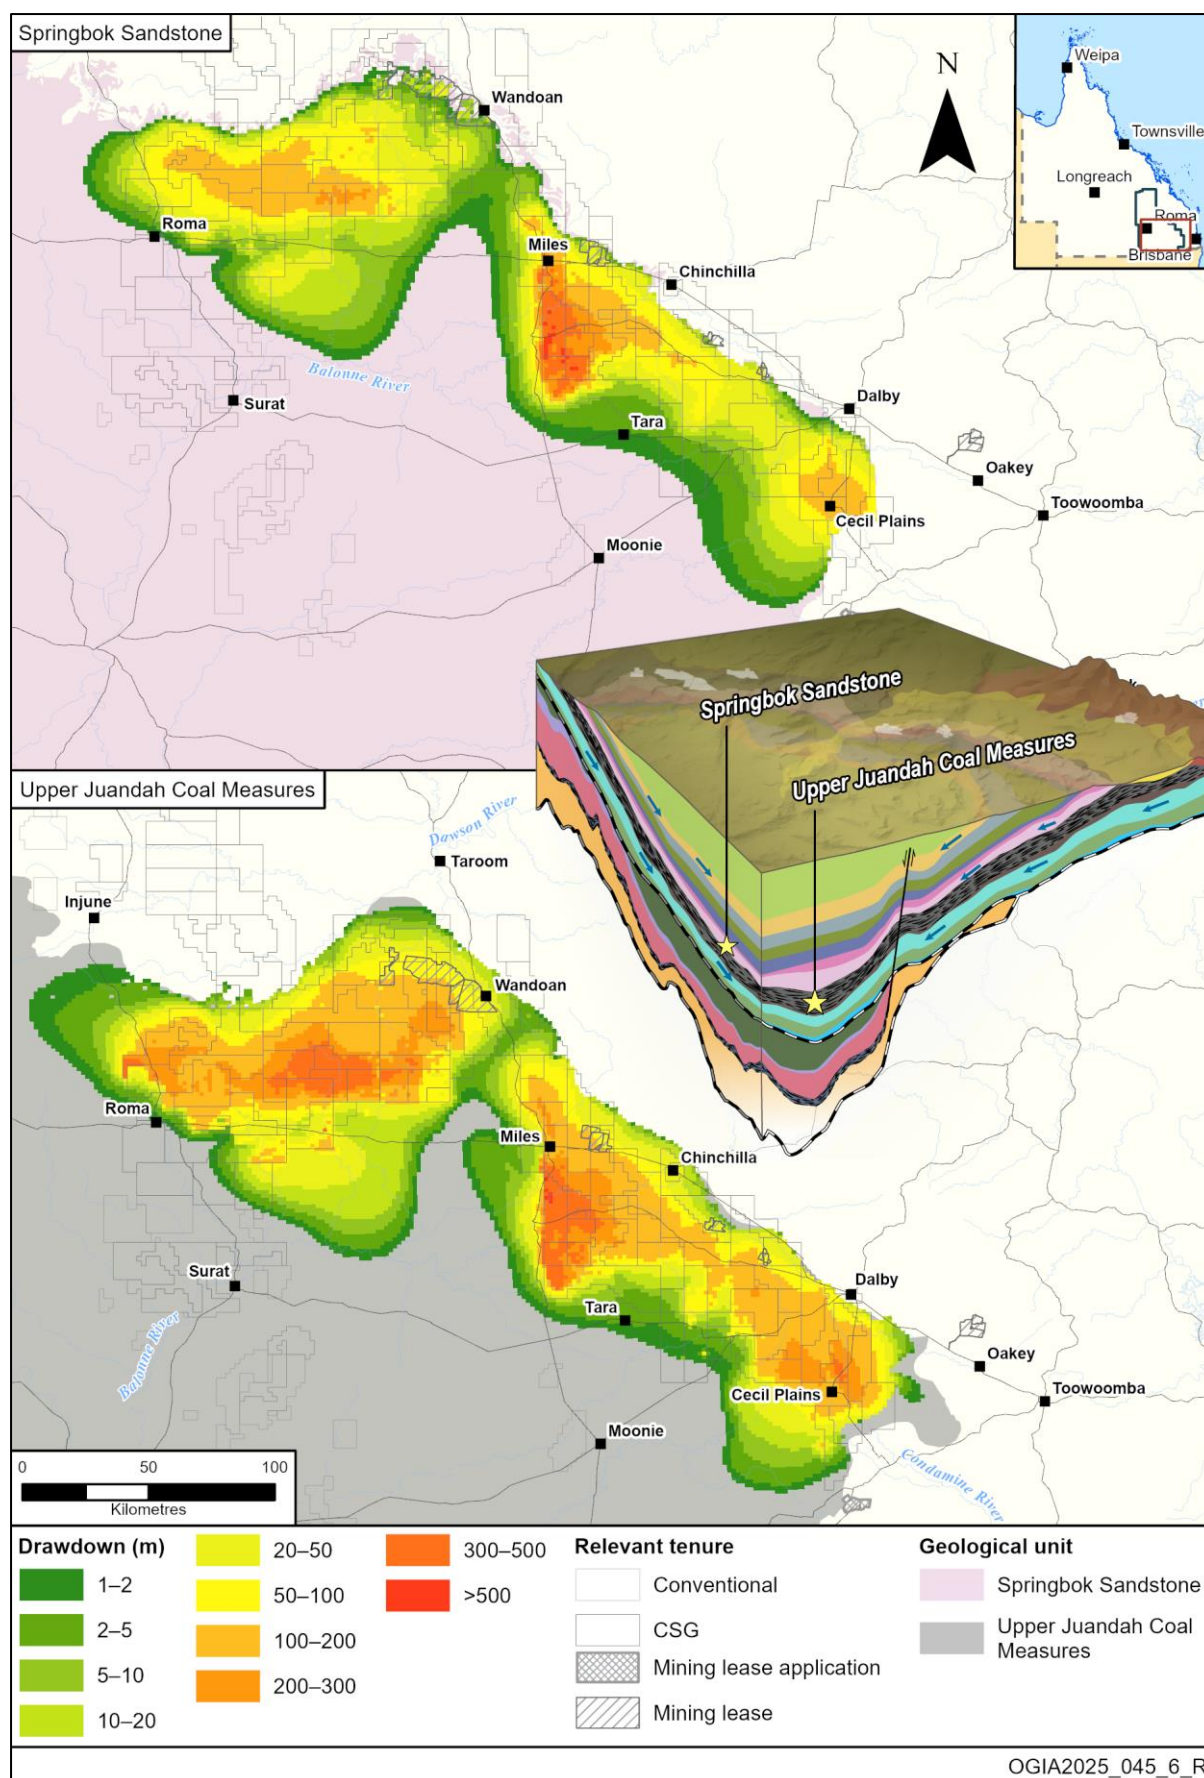 Springbok Sandstone
N
Weipa
Townsville
Longreach
Roma
Brisbane
Wandoan
Roma
Miles
Chinchilla
Balonne River
Surat
Dalby
Tara
Oakey
Toowoomba
Cecil Plains
Moonie
Springbok Sandstone
Upper Juandah Coal Measures
Upper Juandah Coal Measures
Dawson River
Taroom
Injune
Wandoan
Roma
Miles
Chinchilla
Surat
Dalby
Tara
Balonne River
Oakey
Cecil Plains
Toowoomba
Moonie
Condamine River
0 50 100
Kilometres
Drawdown (m)
1–2
2–5
5–10
10–20
20–50
50–100
100–200
200–300
300–500
>500
Relevant tenure
Conventional
CSG
Mining lease application
Mining lease
Geological unit
Springbok Sandstone
Upper Juandah Coal
Measures
OGIA2025_045_6_R